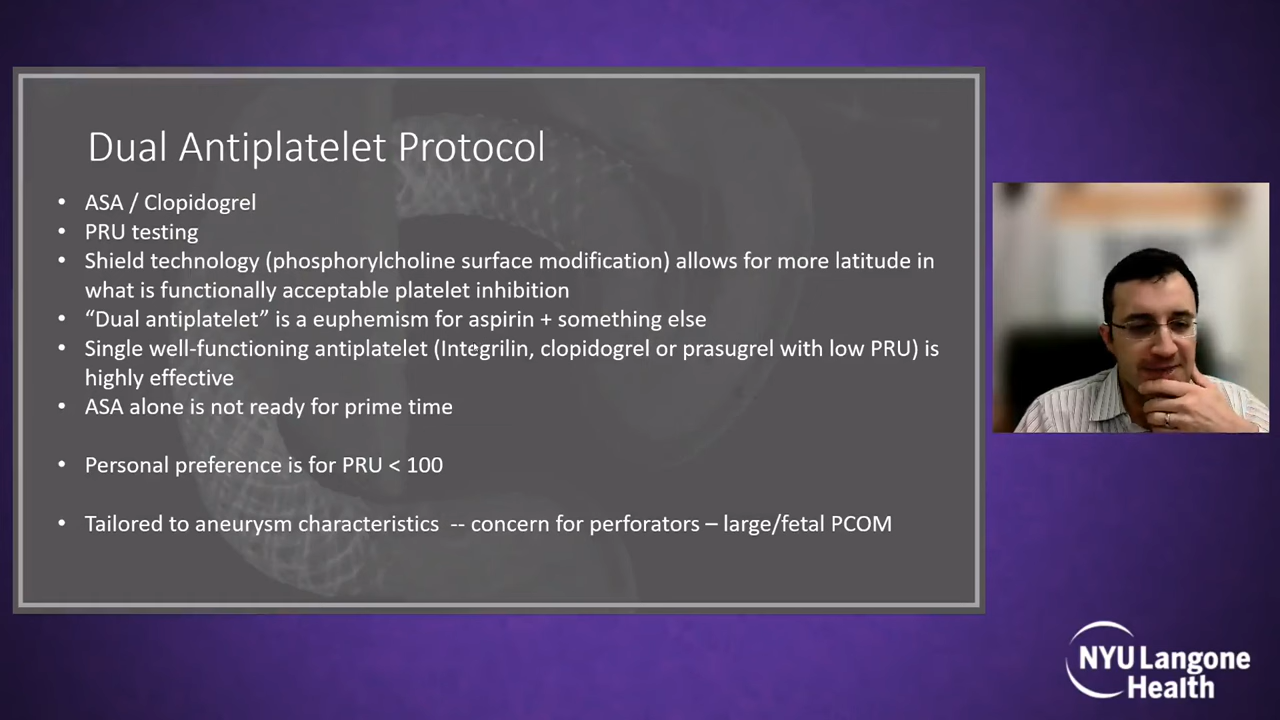 Dual Antiplatelet Protocol
• ASA / Clopidogrel
• PRU testing
• Shield technology (phosphorylcholine surface modification) allows for more latitude in
what is functionally acceptable platelet inhibition
• “Dual antiplatelet” is a euphemism for aspirin + something else
• Single well-functioning antiplatelet (Integrilin, clopidogrel or prasugrel with low PRU) is
highly effective
• ASA alone is not ready for prime time
• Personal preference is for PRU < 100
• Tailored to aneurysm characteristics -- concern for perforators – large/fetal PCOM
NYU Langone
Health